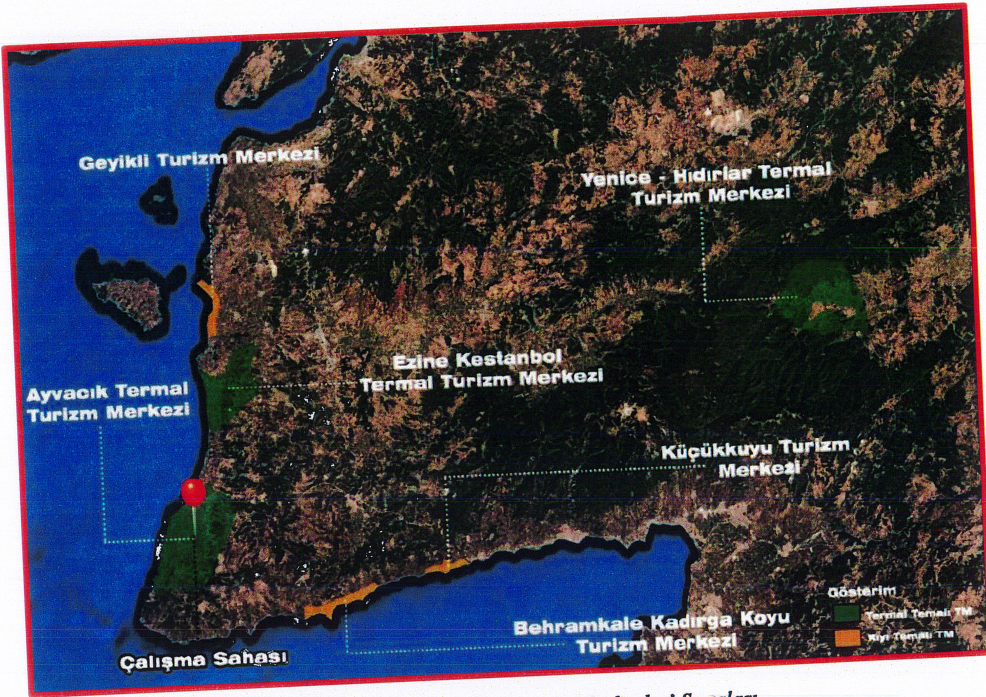 Geyikli Turizm Merkezi
Yenice - Hıdırlar Termal
Turizm Merkezi
Ezine Kestanbol
Termal Turizm Merkezi
Ayvacık Termal
Turizm Merkezi
Küçükkuyu Turizm
Merkezi
Gösterim
Termal Temalı TM
Kıyı Temalı TM
Behramkale Kadırga Koyu
Turizm Merkezi
Çalışma Sahası